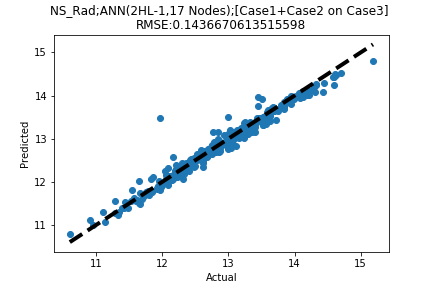 NS_Rad;ANN(2HL-1,17 Nodes);[Case1+Case2 on Case3]
RMSE:0.1436670613515598
15
14
13
12
11
Predicted
11
12
13
14
15
Actual